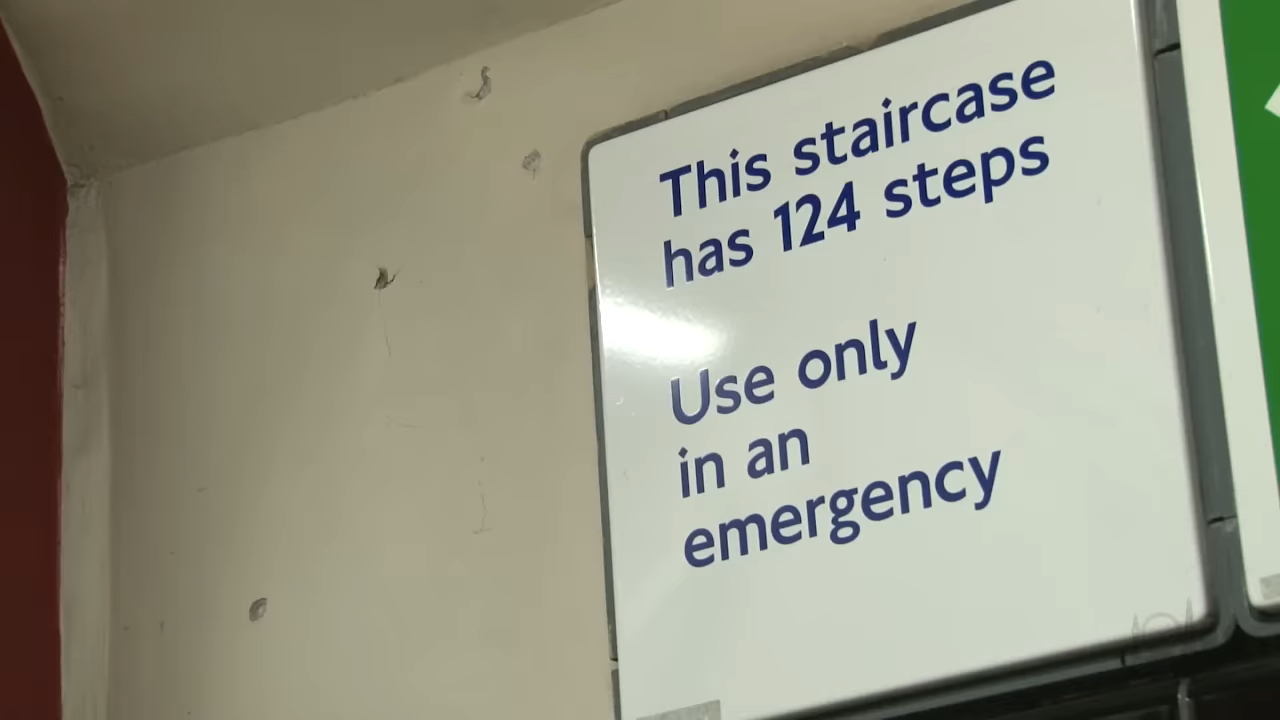 This staircase
has 124 steps
Use only
in an
emergency